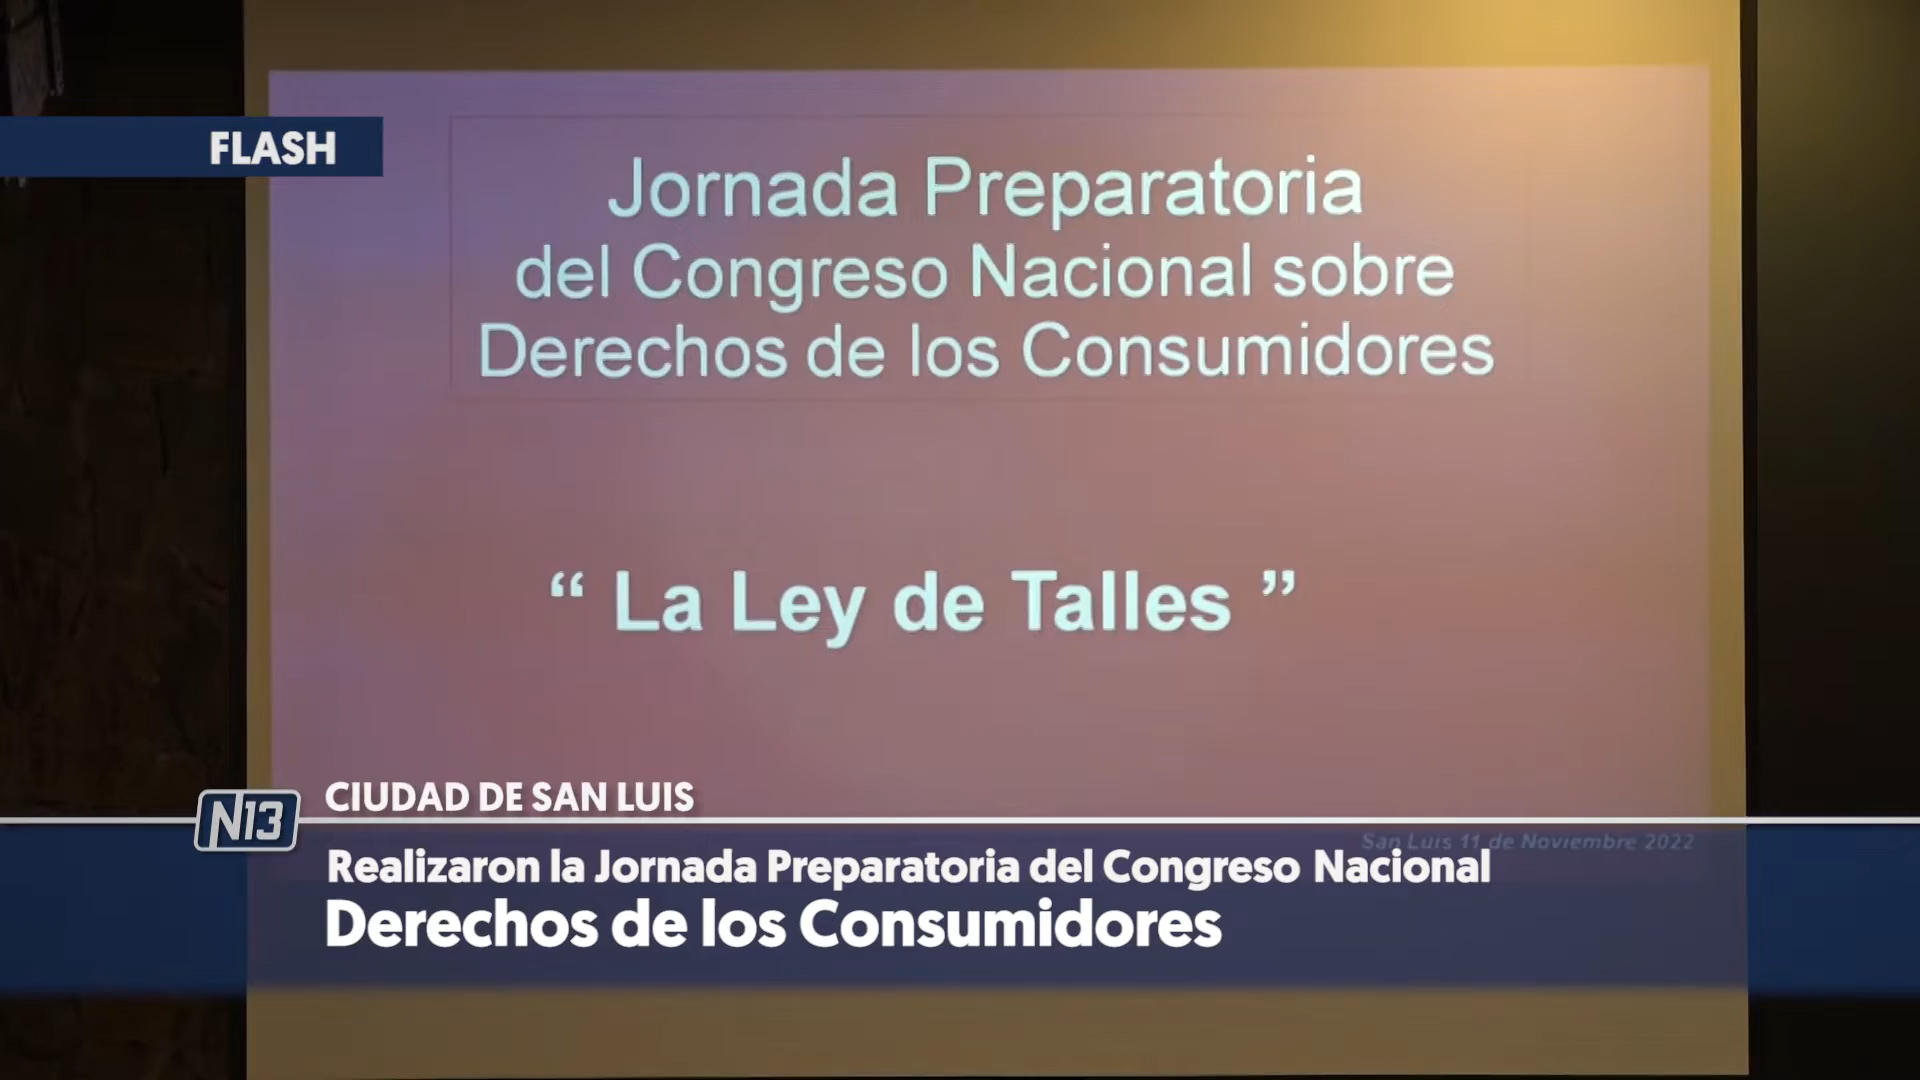 FLASH
Jornada Preparatoria
del Congreso Nacional sobre
Derechos de los Consumidores
“ La Ley de Talles ”
CIUDAD DE SAN LUIS
N13
San Luis 11 de Noviembre 2022
Realizaron la Jornada Preparatoria del Congreso Nacional
Derechos de los Consumidores